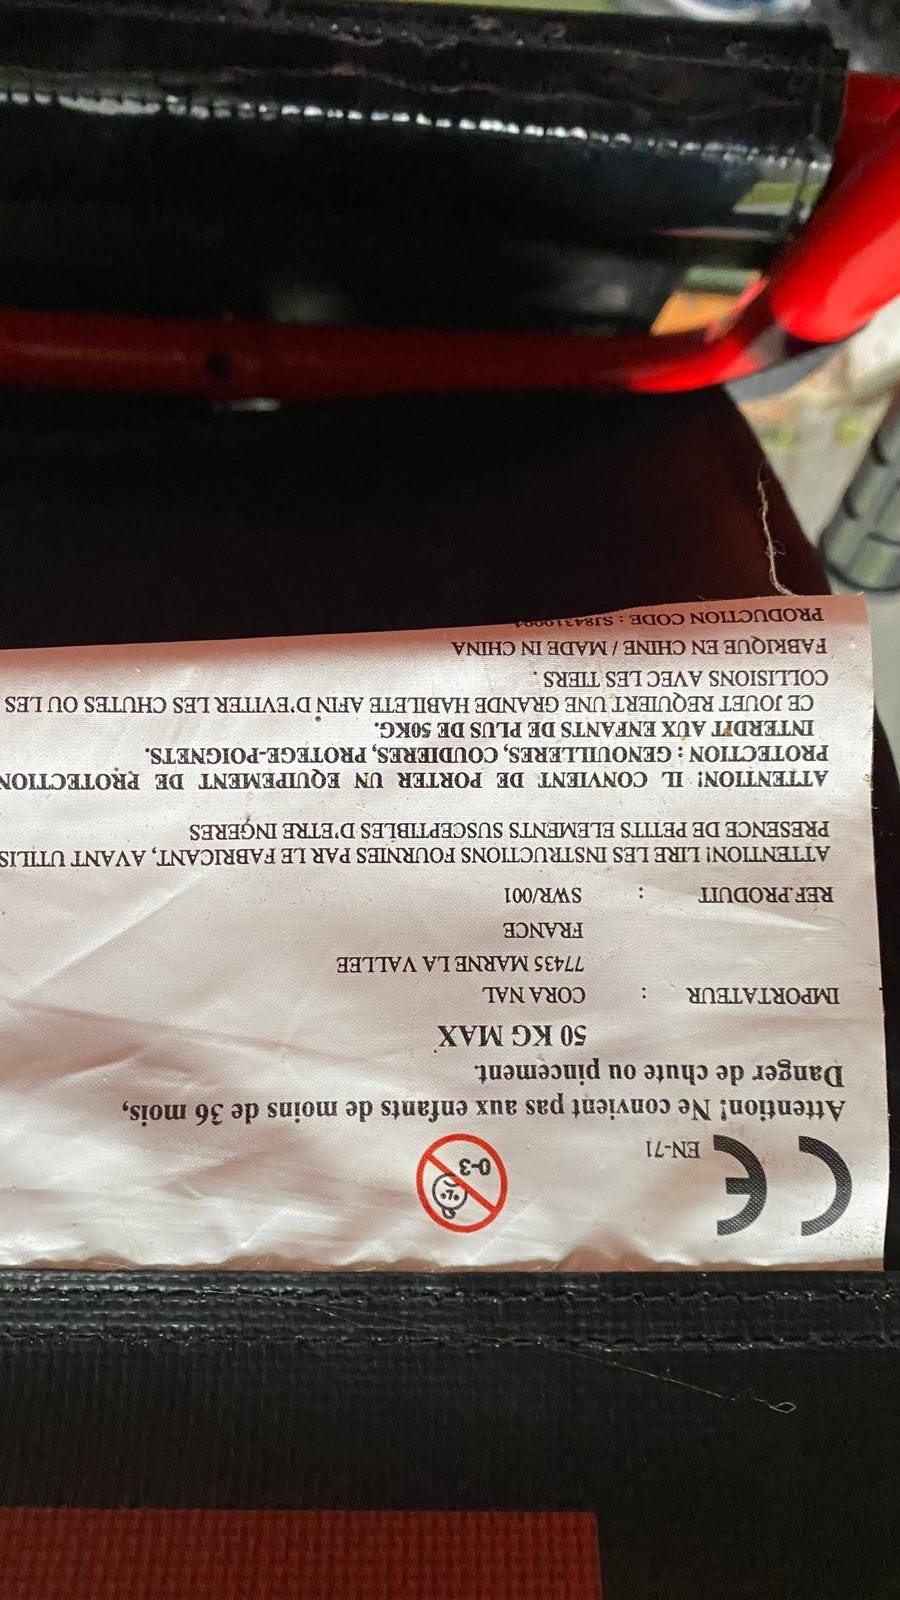 CE EN-71
0-3
Attention! Ne convient pas aux enfants de moins de 36 mois,
Danger de chute ou pincement.
50 KG MAX
IMPORTATEUR : CORA NAL
77435 MARNE LA VALLEE
FRANCE
REF.PRODUIT : SWR/001
ATTENTION! LIRE LES INSTRUCTIONS FOURNIES PAR LE FABRICANT, AVANT UTILIS
PRESENCE DE PETITS ELEMENTS SUSCEPTIBLES D'ETRE INGERES
ATTENTION! IL CONVIENT DE PORTER UN EQUIPEMENT DE PROTECTION
PROTECTION : GENOUILLERES, COUDIERES, PROTEGE-POIGNETS.
INTERDIT AUX ENFANTS DE PLUS DE 50KG.
CE JOUET REQUIERT UNE GRANDE HABILETE AFIN D'EVITER LES CHUTES OU LES
COLLISIONS AVEC LES TIERS .
FABRIQUE EN CHINE / MADE IN CHINA
PRODUCTION CODE :